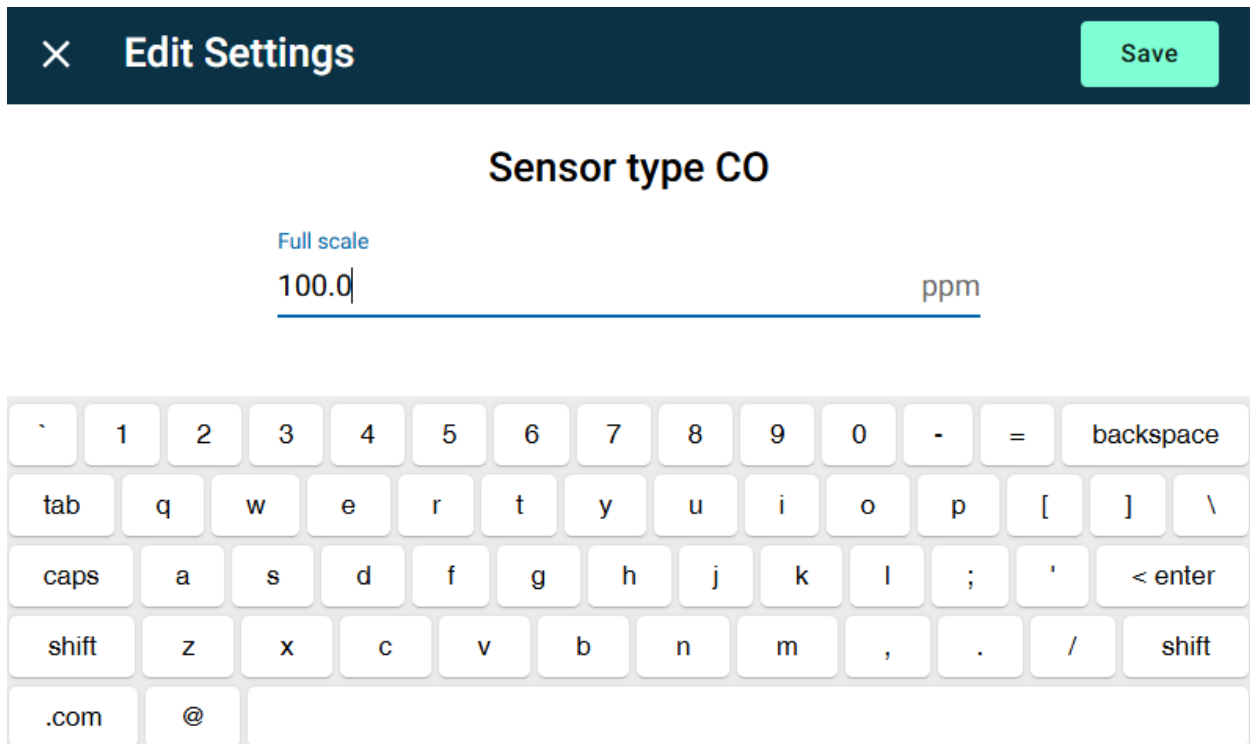 × Edit Settings Save
Sensor type CO
Full scale
100.0 ppm
` 1 2 3 4 5 6 7 8 9 0 - = backspace
tab q w e r t y u i o p [ ] \
caps a s d f g h j k l ; ' < enter
shift z x c v b n m , . / shift
.com @